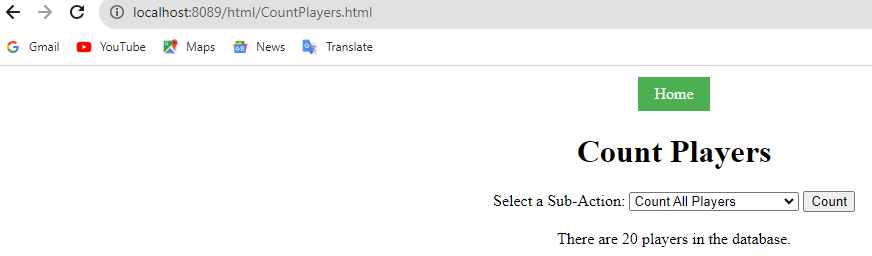 localhost:8089/html/CountPlayers.html
Gmail YouTube Maps News Translate
Home
Count Players
Select a Sub-Action: Count All Players Count
There are 20 players in the database.